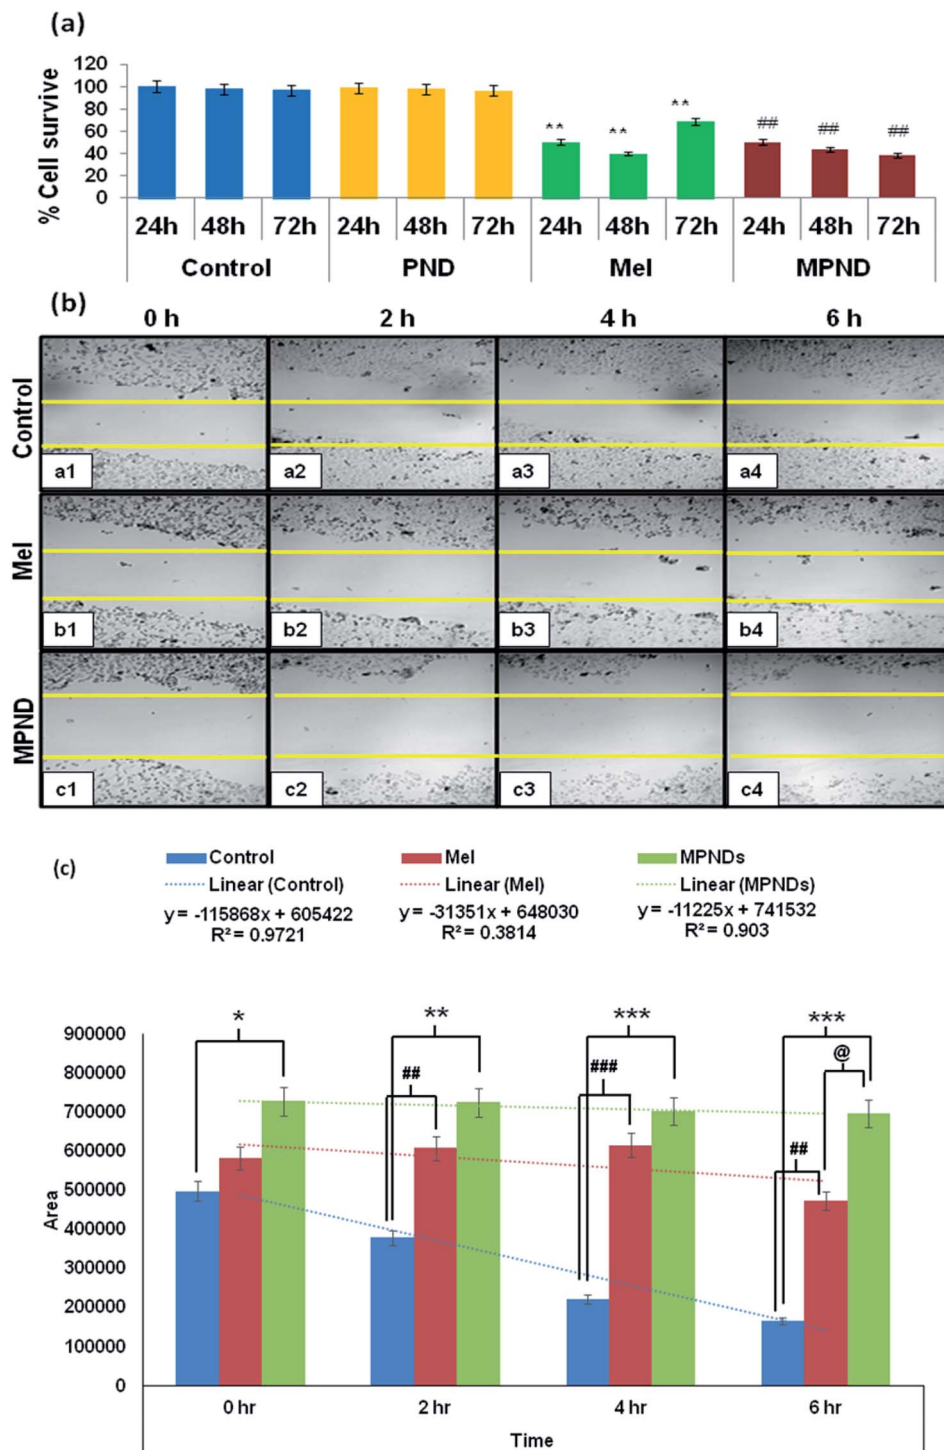 (a)
% Cell survive
120
100
80
60
40
20
0
** ** ** ## ## ##
24h 48h 72h 24h 48h 72h 24h 48h 72h 24h 48h 72h
Control PND Mel MPND
(b)
0 h 2 h 4 h 6 h
Control
a1 a2 a3 a4
Mel
b1 b2 b3 b4
MPND
c1 c2 c3 c4
(c)
Control Mel MPNDs
Linear (Control) Linear (Mel) Linear (MPNDs)
y = -115868x + 605422 y = -31351x + 648030 y = -11225x + 741532
R² = 0.9721 R² = 0.3814 R² = 0.903
* ** *** ***
## ### ## @
Area
900000
800000
700000
600000
500000
400000
300000
200000
100000
0
0 hr 2 hr 4 hr 6 hr
Time